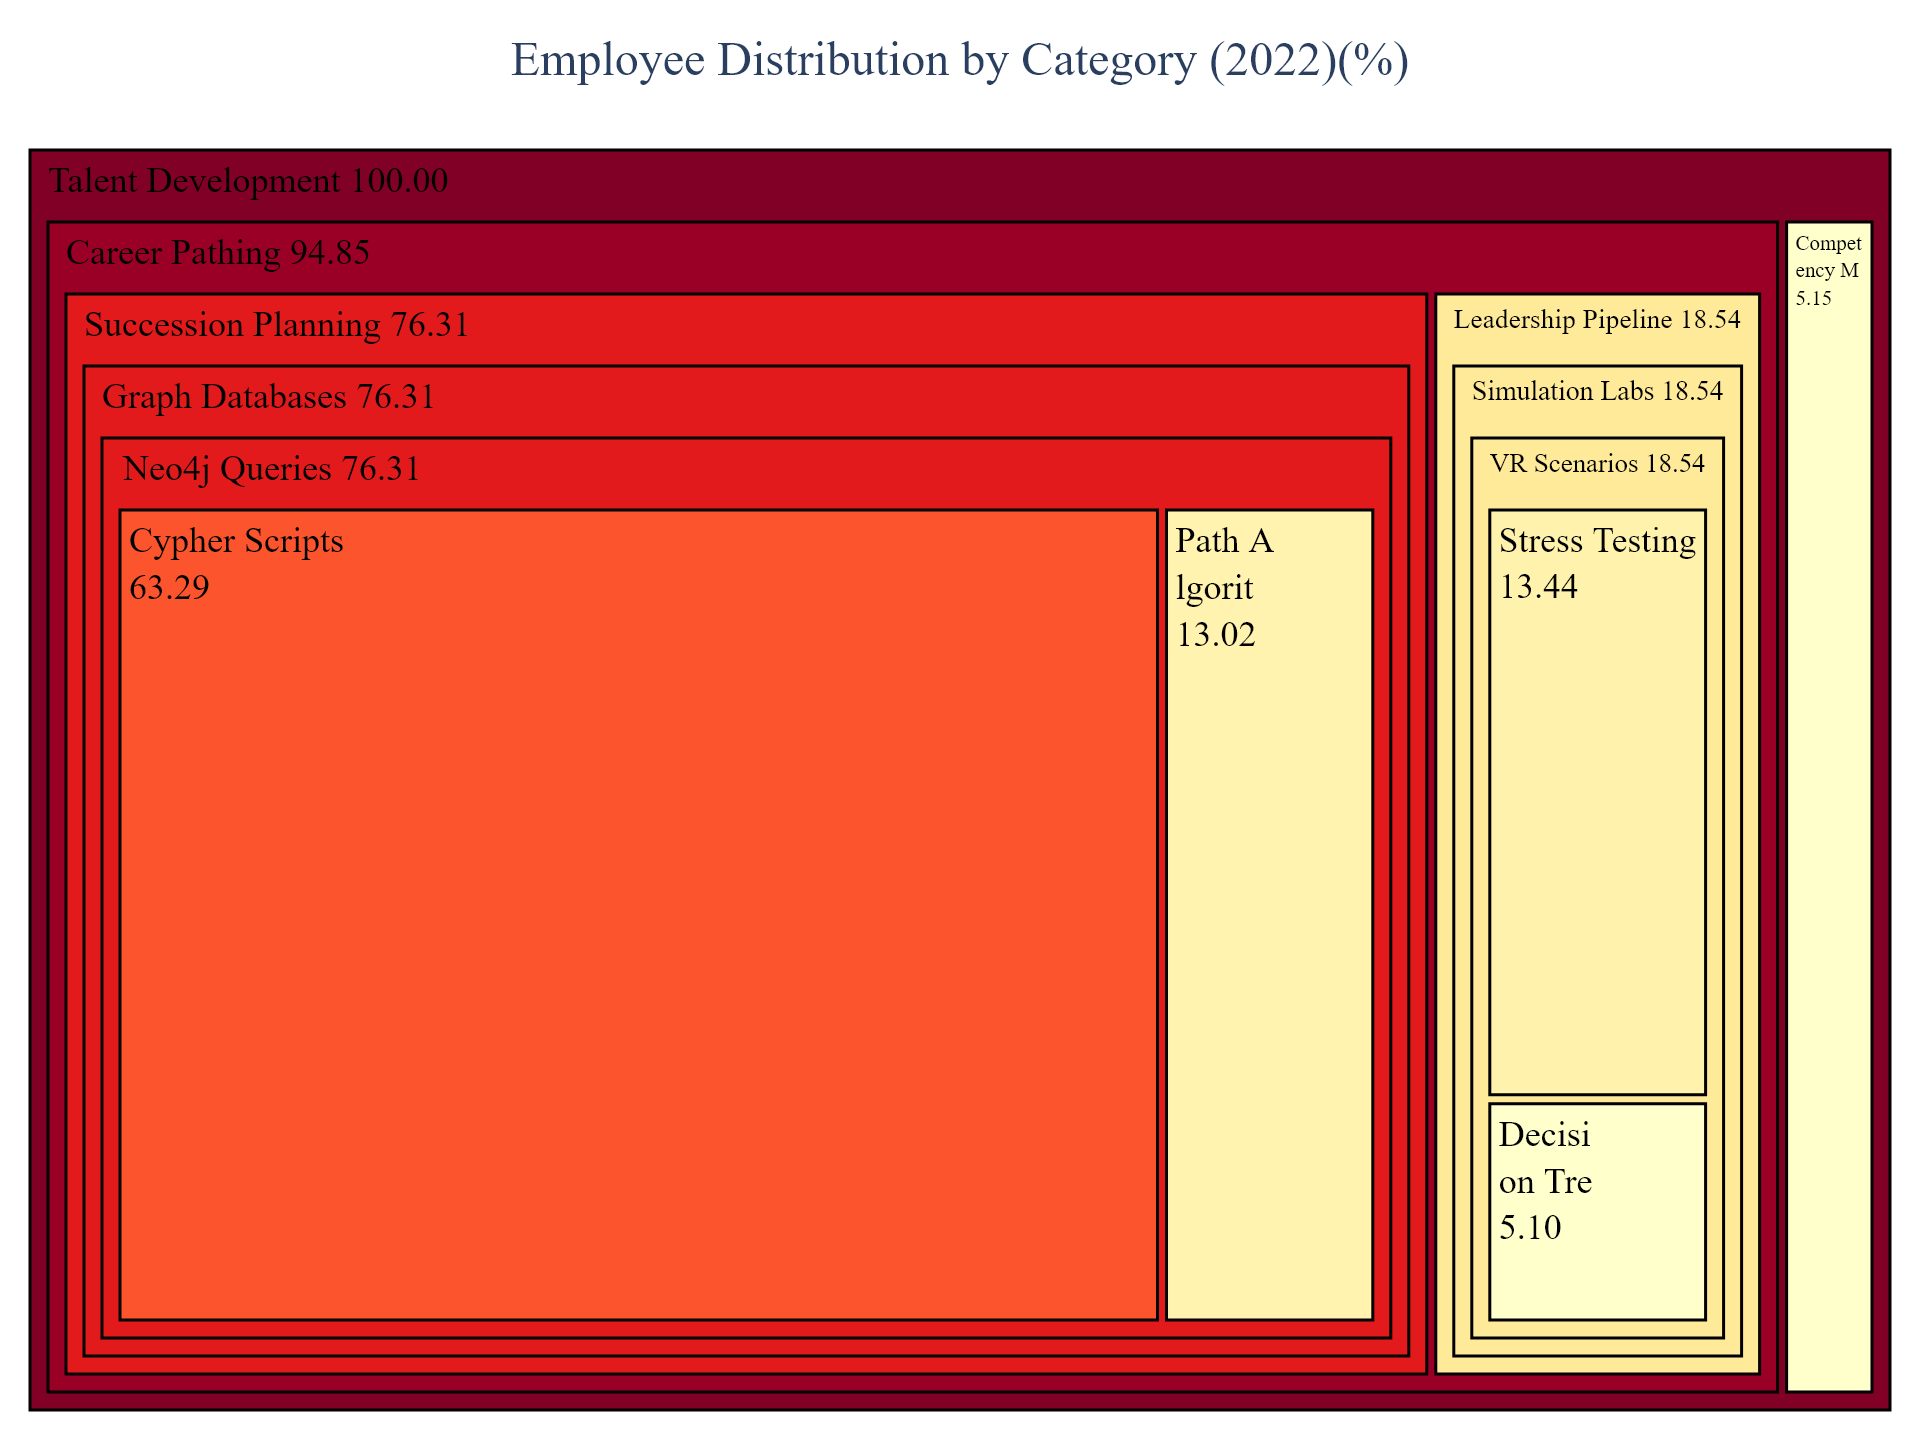 Employee Distribution by Category (2022)(%)
Talent Development 100.00
Career Pathing 94.85
Succession Planning 76.31
Graph Databases 76.31
Neo4j Queries 76.31
Cypher Scripts
63.29
Path A
lgorit
13.02
Leadership Pipeline 18.54
Simulation Labs 18.54
VR Scenarios 18.54
Stress Testing
13.44
Decisi
on Tre
5.10
Compet
ency M
5.15